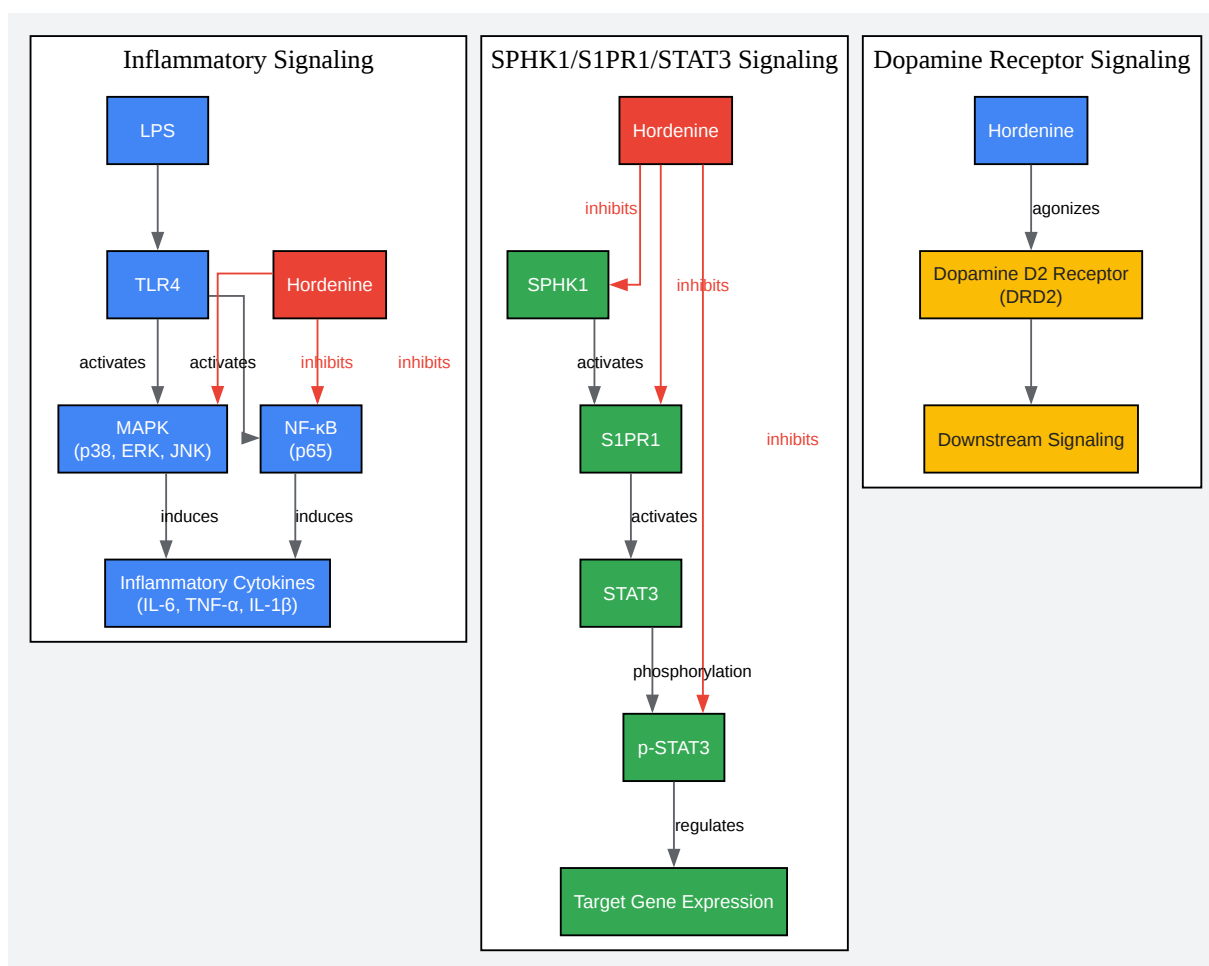 Inflammatory Signaling
LPS
TLR4
Hordenine
activates
activates
inhibits
inhibits
MAPK
(p38, ERK, JNK)
NF-κB
(p65)
induces
induces
Inflammatory Cytokines
(IL-6, TNF-α, IL-1β)
SPHK1/S1PR1/STAT3 Signaling
Hordenine
inhibits
SPHK1
inhibits
activates
S1PR1
inhibits
activates
STAT3
phosphorylation
p-STAT3
regulates
Target Gene Expression
Dopamine Receptor Signaling
Hordenine
agonizes
Dopamine D2 Receptor
(DRD2)
Downstream Signaling